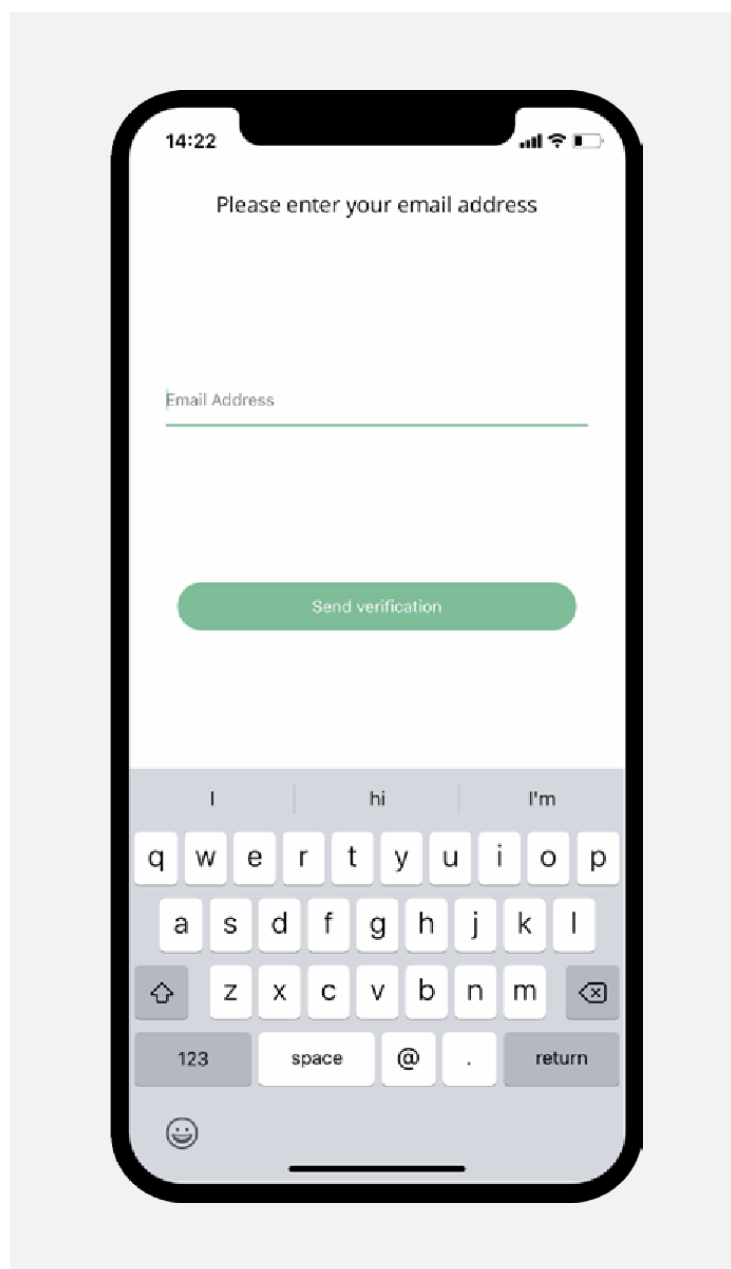 14:22
Please enter your email address
Email Address
Send verification
I hi I'm
q w e r t y u i o p
a s d f g h j k l
z x c v b n m
123 space @ . return